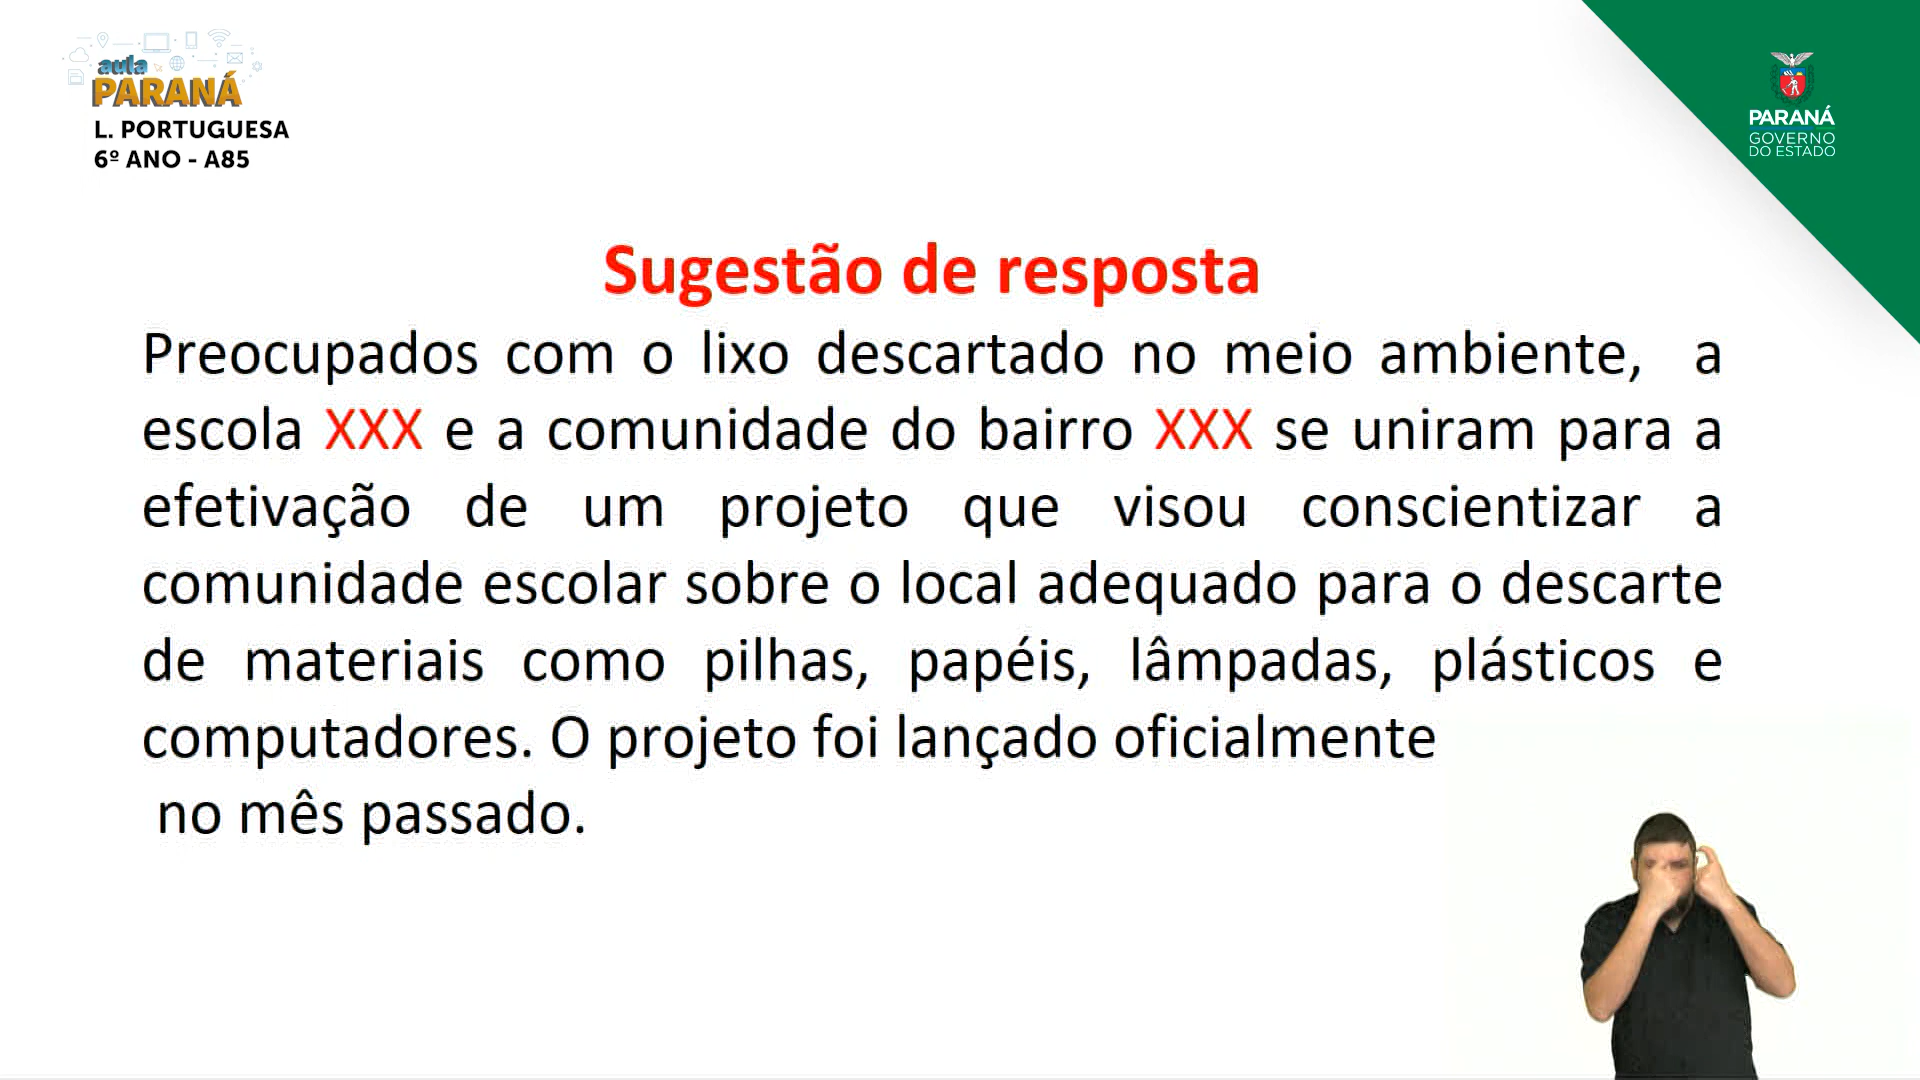 aula
PARANÁ
L. PORTUGUESA
6º ANO - A85
PARANÁ
GOVERNO
DO ESTADO
Sugestão de resposta
Preocupados com o lixo descartado no meio ambiente, a
escola XXX e a comunidade do bairro XXX se uniram para a
efetivação de um projeto que visou conscientizar a
comunidade escolar sobre o local adequado para o descarte
de materiais como pilhas, papéis, lâmpadas, plásticos e
computadores. O projeto foi lançado oficialmente
no mês passado.